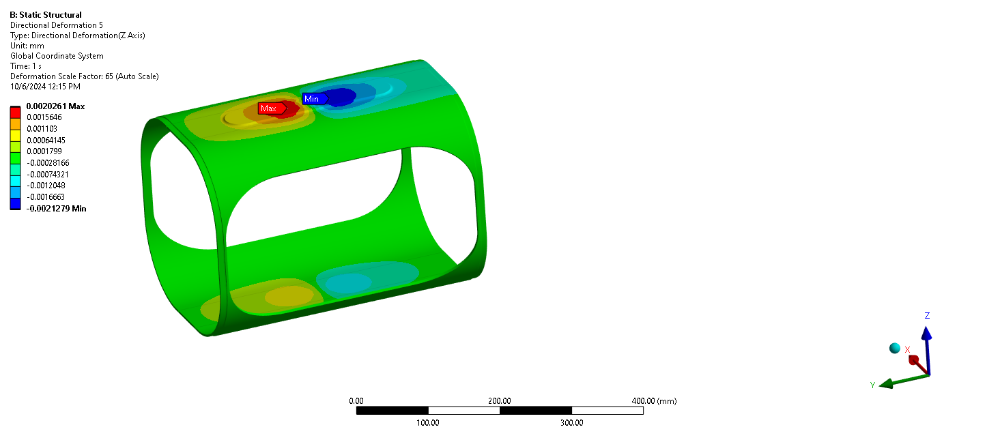 B: Static Structural
Directional Deformation 5
Type: Directional Deformation(Z Axis)
Unit: mm
Global Coordinate System
Time: 1 s
Deformation Scale Factor: 65 (Auto Scale)
10/6/2024 12:15 PM
0.0020261 Max
0.0015646
0.001103
0.00064145
0.0001799
-0.00028166
-0.00074321
-0.0012048
-0.0016663
-0.0021279 Min
Min
Max
Z
X
Y
0.00 200.00 400.00 (mm)
100.00 300.00